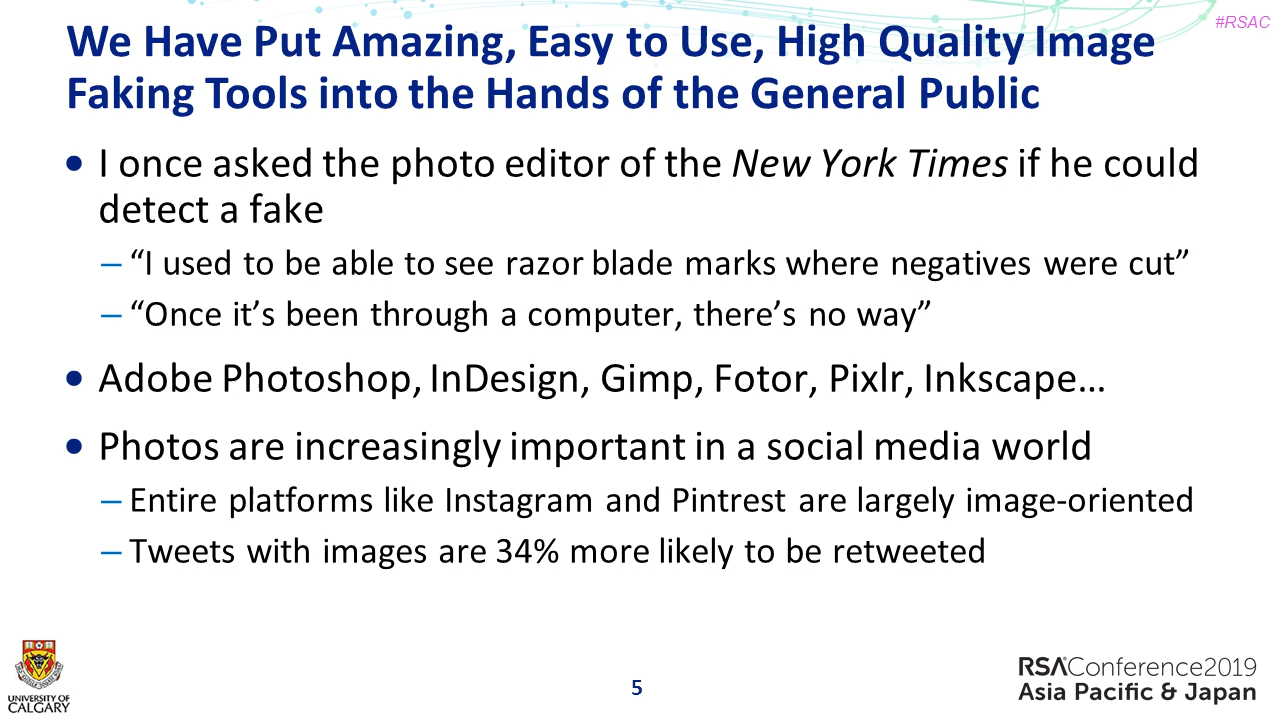 #RSAC
We Have Put Amazing, Easy to Use, High Quality Image
Faking Tools into the Hands of the General Public
• I once asked the photo editor of the New York Times if he could
detect a fake
– “I used to be able to see razor blade marks where negatives were cut”
– “Once it’s been through a computer, there’s no way”
• Adobe Photoshop, InDesign, Gimp, Fotor, Pixlr, Inkscape…
• Photos are increasingly important in a social media world
– Entire platforms like Instagram and Pintrest are largely image-oriented
– Tweets with images are 34% more likely to be retweeted
UNIVERSITY OF
CALGARY
5
RSA®Conference2019
Asia Pacific & Japan